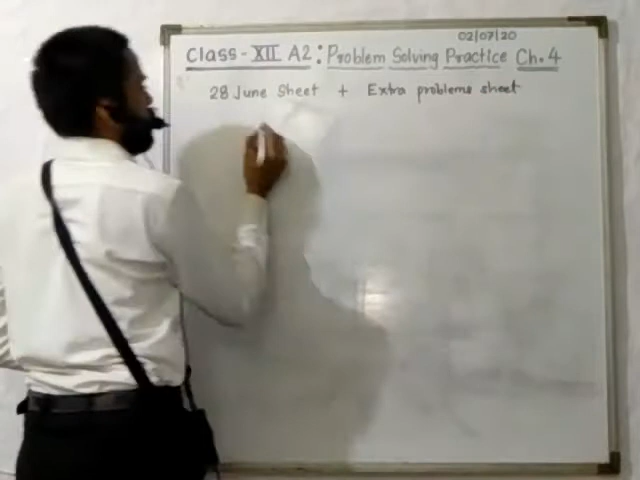 02/07/20
Class - XII A2 : Problem Solving Practice Ch. 4
28 June Sheet + Extra problems sheet